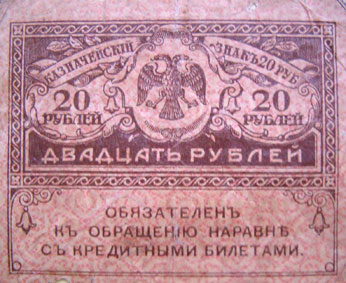 КАЗНАЧЕЙСКІЙ ЗНАКЪ 20 РУБ
20 20
РУБЛЕЙ РУБЛЕЙ
ДВАДЦАТЬ РУБЛЕЙ
ОБЯЗАТЕЛЕНЪ
КЪ ОБРАЩЕНІЮ НАРАВНѢ
СЪ КРЕДИТНЫМИ БИЛЕТАМИ.